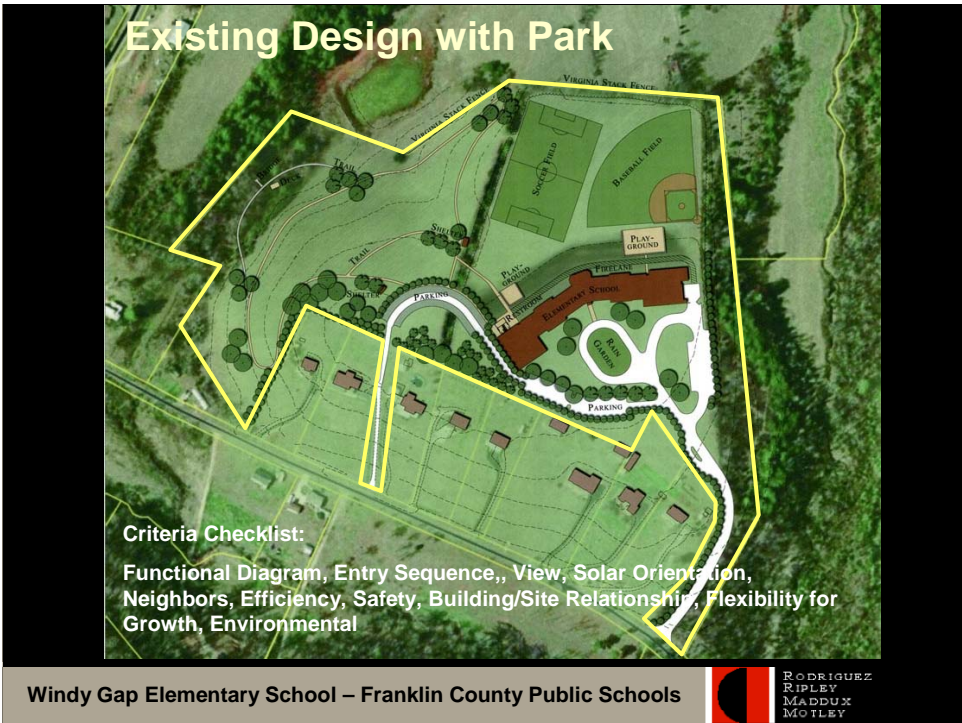 Existing Design with Park
VIRGINIA STACK FENCE
VIRGINIA STACK FENCE
TRAIL
SOCCER FIELD
BASEBALL FIELD
SHELTER
PLAY-
GROUND
TRAIL
PLAY-
GROUND
FIRELANE
SHELTER
PARKING
RESTROOM
ELEMENTARY SCHOOL
RAIN
GARDEN
PARKING
Criteria Checklist:
Functional Diagram, Entry Sequence,, View, Solar Orientation,
Neighbors, Efficiency, Safety, Building/Site Relationship, Flexibility for
Growth, Environmental
Windy Gap Elementary School – Franklin County Public Schools
RODRIGUEZ
RIPLEY
MADDUX
MOTLEY